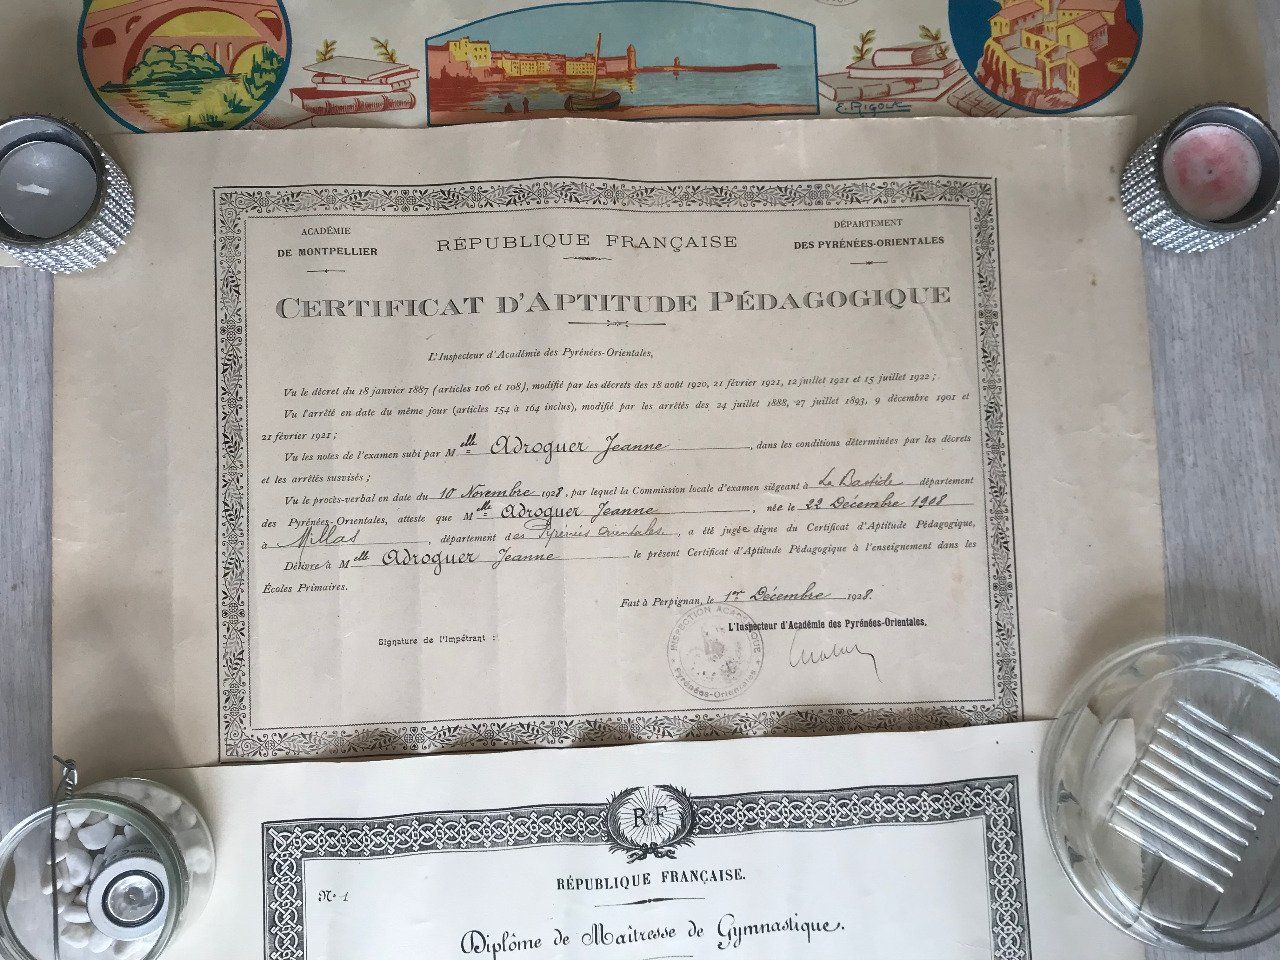 E. RIGOLE
ACADÉMIE
DE MONTPELLIER
RÉPUBLIQUE FRANÇAISE
DÉPARTEMENT
DES PYRÉNÉES-ORIENTALES
CERTIFICAT D'APTITUDE PÉDAGOGIQUE
L'Inspecteur d'Académie des Pyrénées-Orientales,
Vu le décret du 18 janvier 1887 (articles 106 et 108), modifié par les décrets des 18 août 1920, 21 février 1921, 12 juillet 1921 et 15 juillet 1922 ;
Vu l'arrêté en date du même jour (articles 154 à 164 inclus), modifié par les arrêtés des 24 juillet 1888, 27 juillet 1893, 9 décembre 1901 et
21 février 1921 ;
Vu les notes de l'examen subi par Melle Adroguer Jeanne, dans les conditions déterminées par les décrets
et les arrêtés susvisés ;
Vu le procès-verbal en date du 10 Novembre 1928, par lequel la Commission locale d'examen siégeant à La Bastide département
des Pyrénées-Orientales, atteste que Melle Adroguer Jeanne, née le 22 Décembre 1908
à Millas, département des Pyrénées Orientales, a été jugée digne du Certificat d'Aptitude Pédagogique,
Délivre à Melle Adroguer Jeanne le présent Certificat d'Aptitude Pédagogique à l'enseignement dans les
Écoles Primaires.
Fait à Perpignan, le 1er Décembre 1928.
L'Inspecteur d'Académie des Pyrénées-Orientales,
Signature de l'Impétrant :
INSPECTION ACADÉMIQUE
Pyrénées-Orientales
RF
RÉPUBLIQUE FRANÇAISE.
No 1
Diplôme de Maîtresse de Gymnastique.